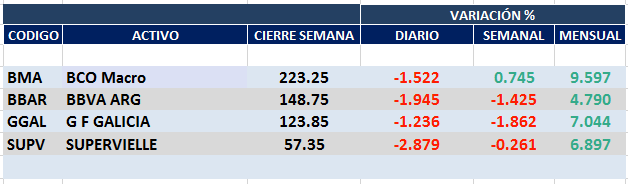 VARIACIÓN %
CODIGO ACTIVO CIERRE SEMANA DIARIO SEMANAL MENSUAL
BMA BCO Macro 223.25 -1.522 0.745 9.597
BBAR BBVA ARG 148.75 -1.945 -1.425 4.790
GGAL G F GALICIA 123.85 -1.236 -1.862 7.044
SUPV SUPERVIELLE 57.35 -2.879 -0.261 6.897